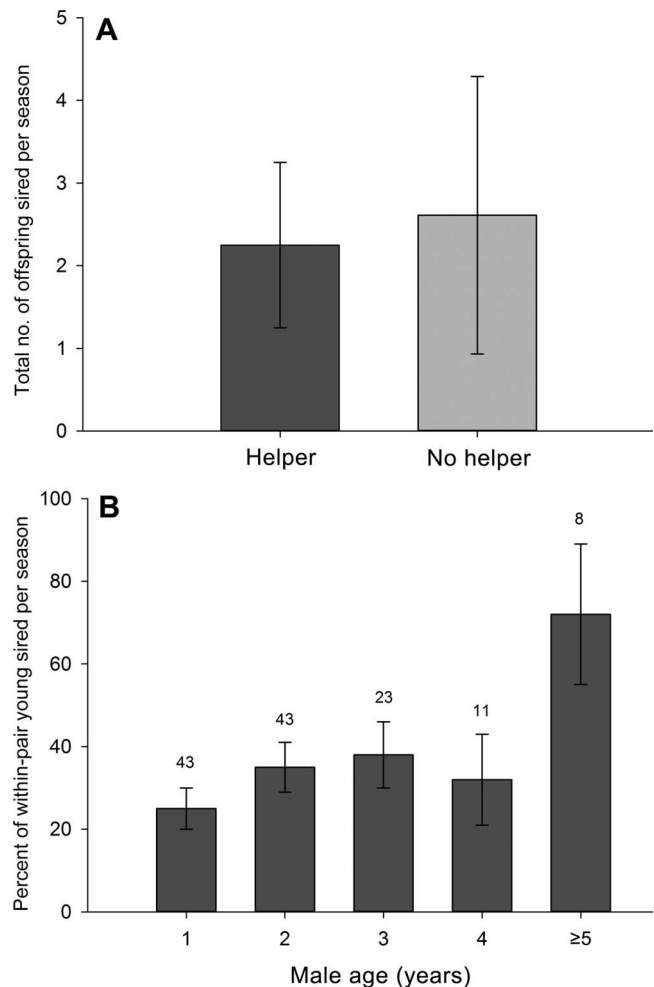 A
Total no. of offspring sired per season
5
4
3
2
1
0
Helper No helper
B
Percent of within-pair young sired per season
100
80
60
40
20
0
43 43 23 11 8
1 2 3 4 ≥5
Male age (years)